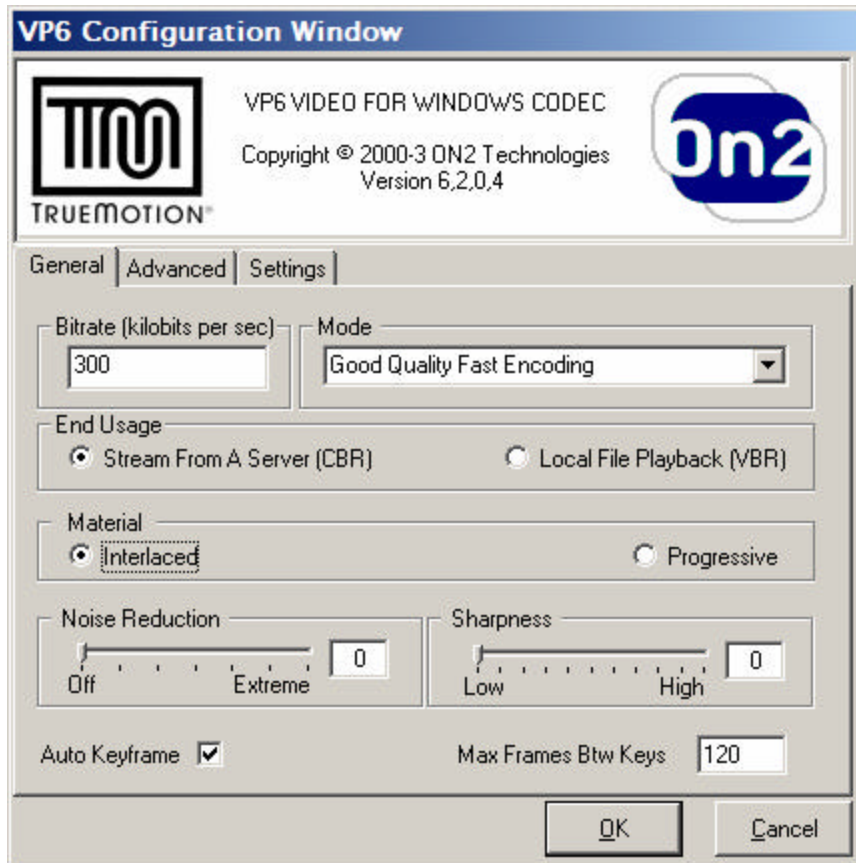 VP6 Configuration Window
TM
TRUEMOTION®
VP6 VIDEO FOR WINDOWS CODEC
Copyright © 2000-3 ON2 Technologies
Version 6,2,0,4
On2
General Advanced Settings
Bitrate (kilobits per sec)
300
Mode
Good Quality Fast Encoding
End Usage
Stream From A Server (CBR) Local File Playback (VBR)
Material
Interlaced Progressive
Noise Reduction
0
Off Extreme
Sharpness
0
Low High
Auto Keyframe Max Frames Btw Keys 120
OK Cancel